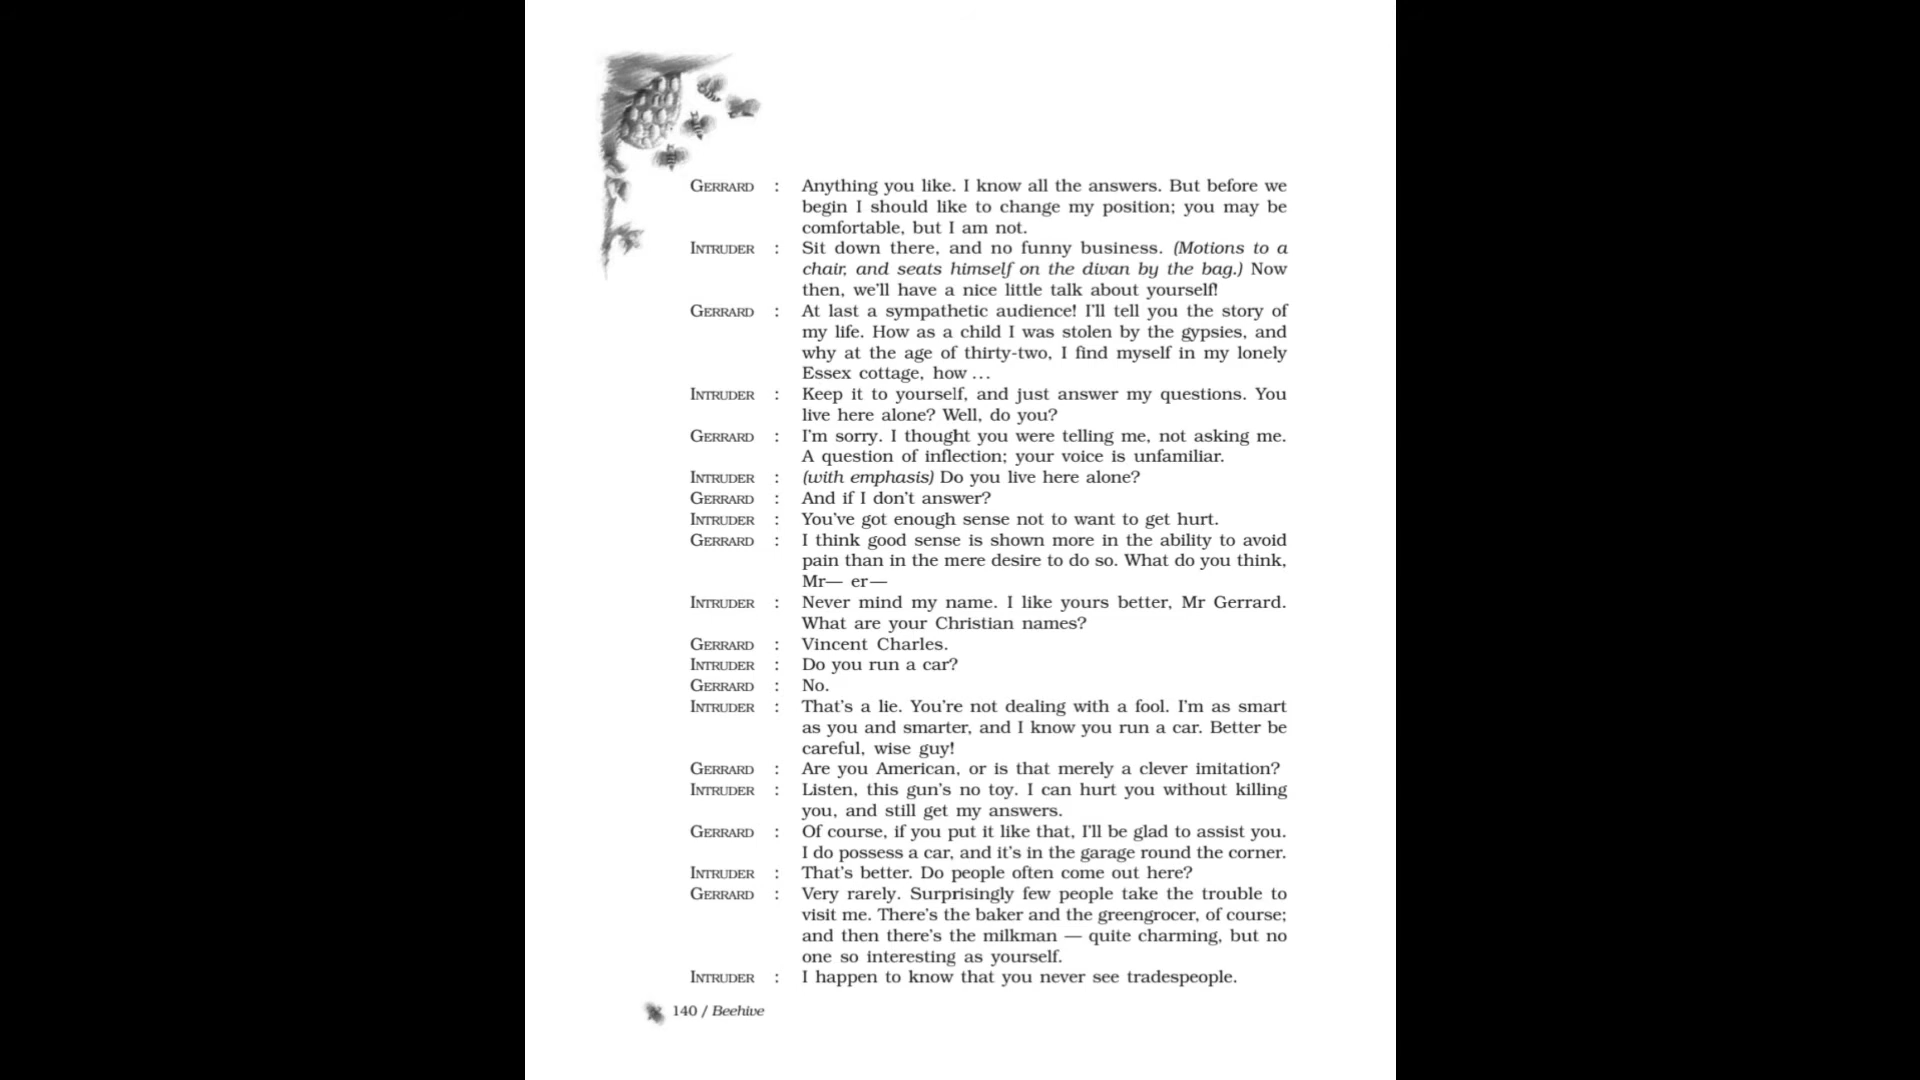 GERRARD : Anything you like. I know all the answers. But before we
begin I should like to change my position; you may be
comfortable, but I am not.
INTRUDER : Sit down there, and no funny business. (Motions to a
chair, and seats himself on the divan by the bag.) Now
then, we'll have a nice little talk about yourself!
GERRARD : At last a sympathetic audience! I'll tell you the story of
my life. How as a child I was stolen by the gypsies, and
why at the age of thirty-two, I find myself in my lonely
Essex cottage, how ...
INTRUDER : Keep it to yourself, and just answer my questions. You
live here alone? Well, do you?
GERRARD : I'm sorry. I thought you were telling me, not asking me.
A question of inflection; your voice is unfamiliar.
INTRUDER : (with emphasis) Do you live here alone?
GERRARD : And if I don't answer?
INTRUDER : You've got enough sense not to want to get hurt.
GERRARD : I think good sense is shown more in the ability to avoid
pain than in the mere desire to do so. What do you think,
Mr— er—
INTRUDER : Never mind my name. I like yours better, Mr Gerrard.
What are your Christian names?
GERRARD : Vincent Charles.
INTRUDER : Do you run a car?
GERRARD : No.
INTRUDER : That's a lie. You're not dealing with a fool. I'm as smart
as you and smarter, and I know you run a car. Better be
careful, wise guy!
GERRARD : Are you American, or is that merely a clever imitation?
INTRUDER : Listen, this gun's no toy. I can hurt you without killing
you, and still get my answers.
GERRARD : Of course, if you put it like that, I'll be glad to assist you.
I do possess a car, and it's in the garage round the corner.
INTRUDER : That's better. Do people often come out here?
GERRARD : Very rarely. Surprisingly few people take the trouble to
visit me. There's the baker and the greengrocer, of course;
and then there's the milkman — quite charming, but no
one so interesting as yourself.
INTRUDER : I happen to know that you never see tradespeople.
140 / Beehive